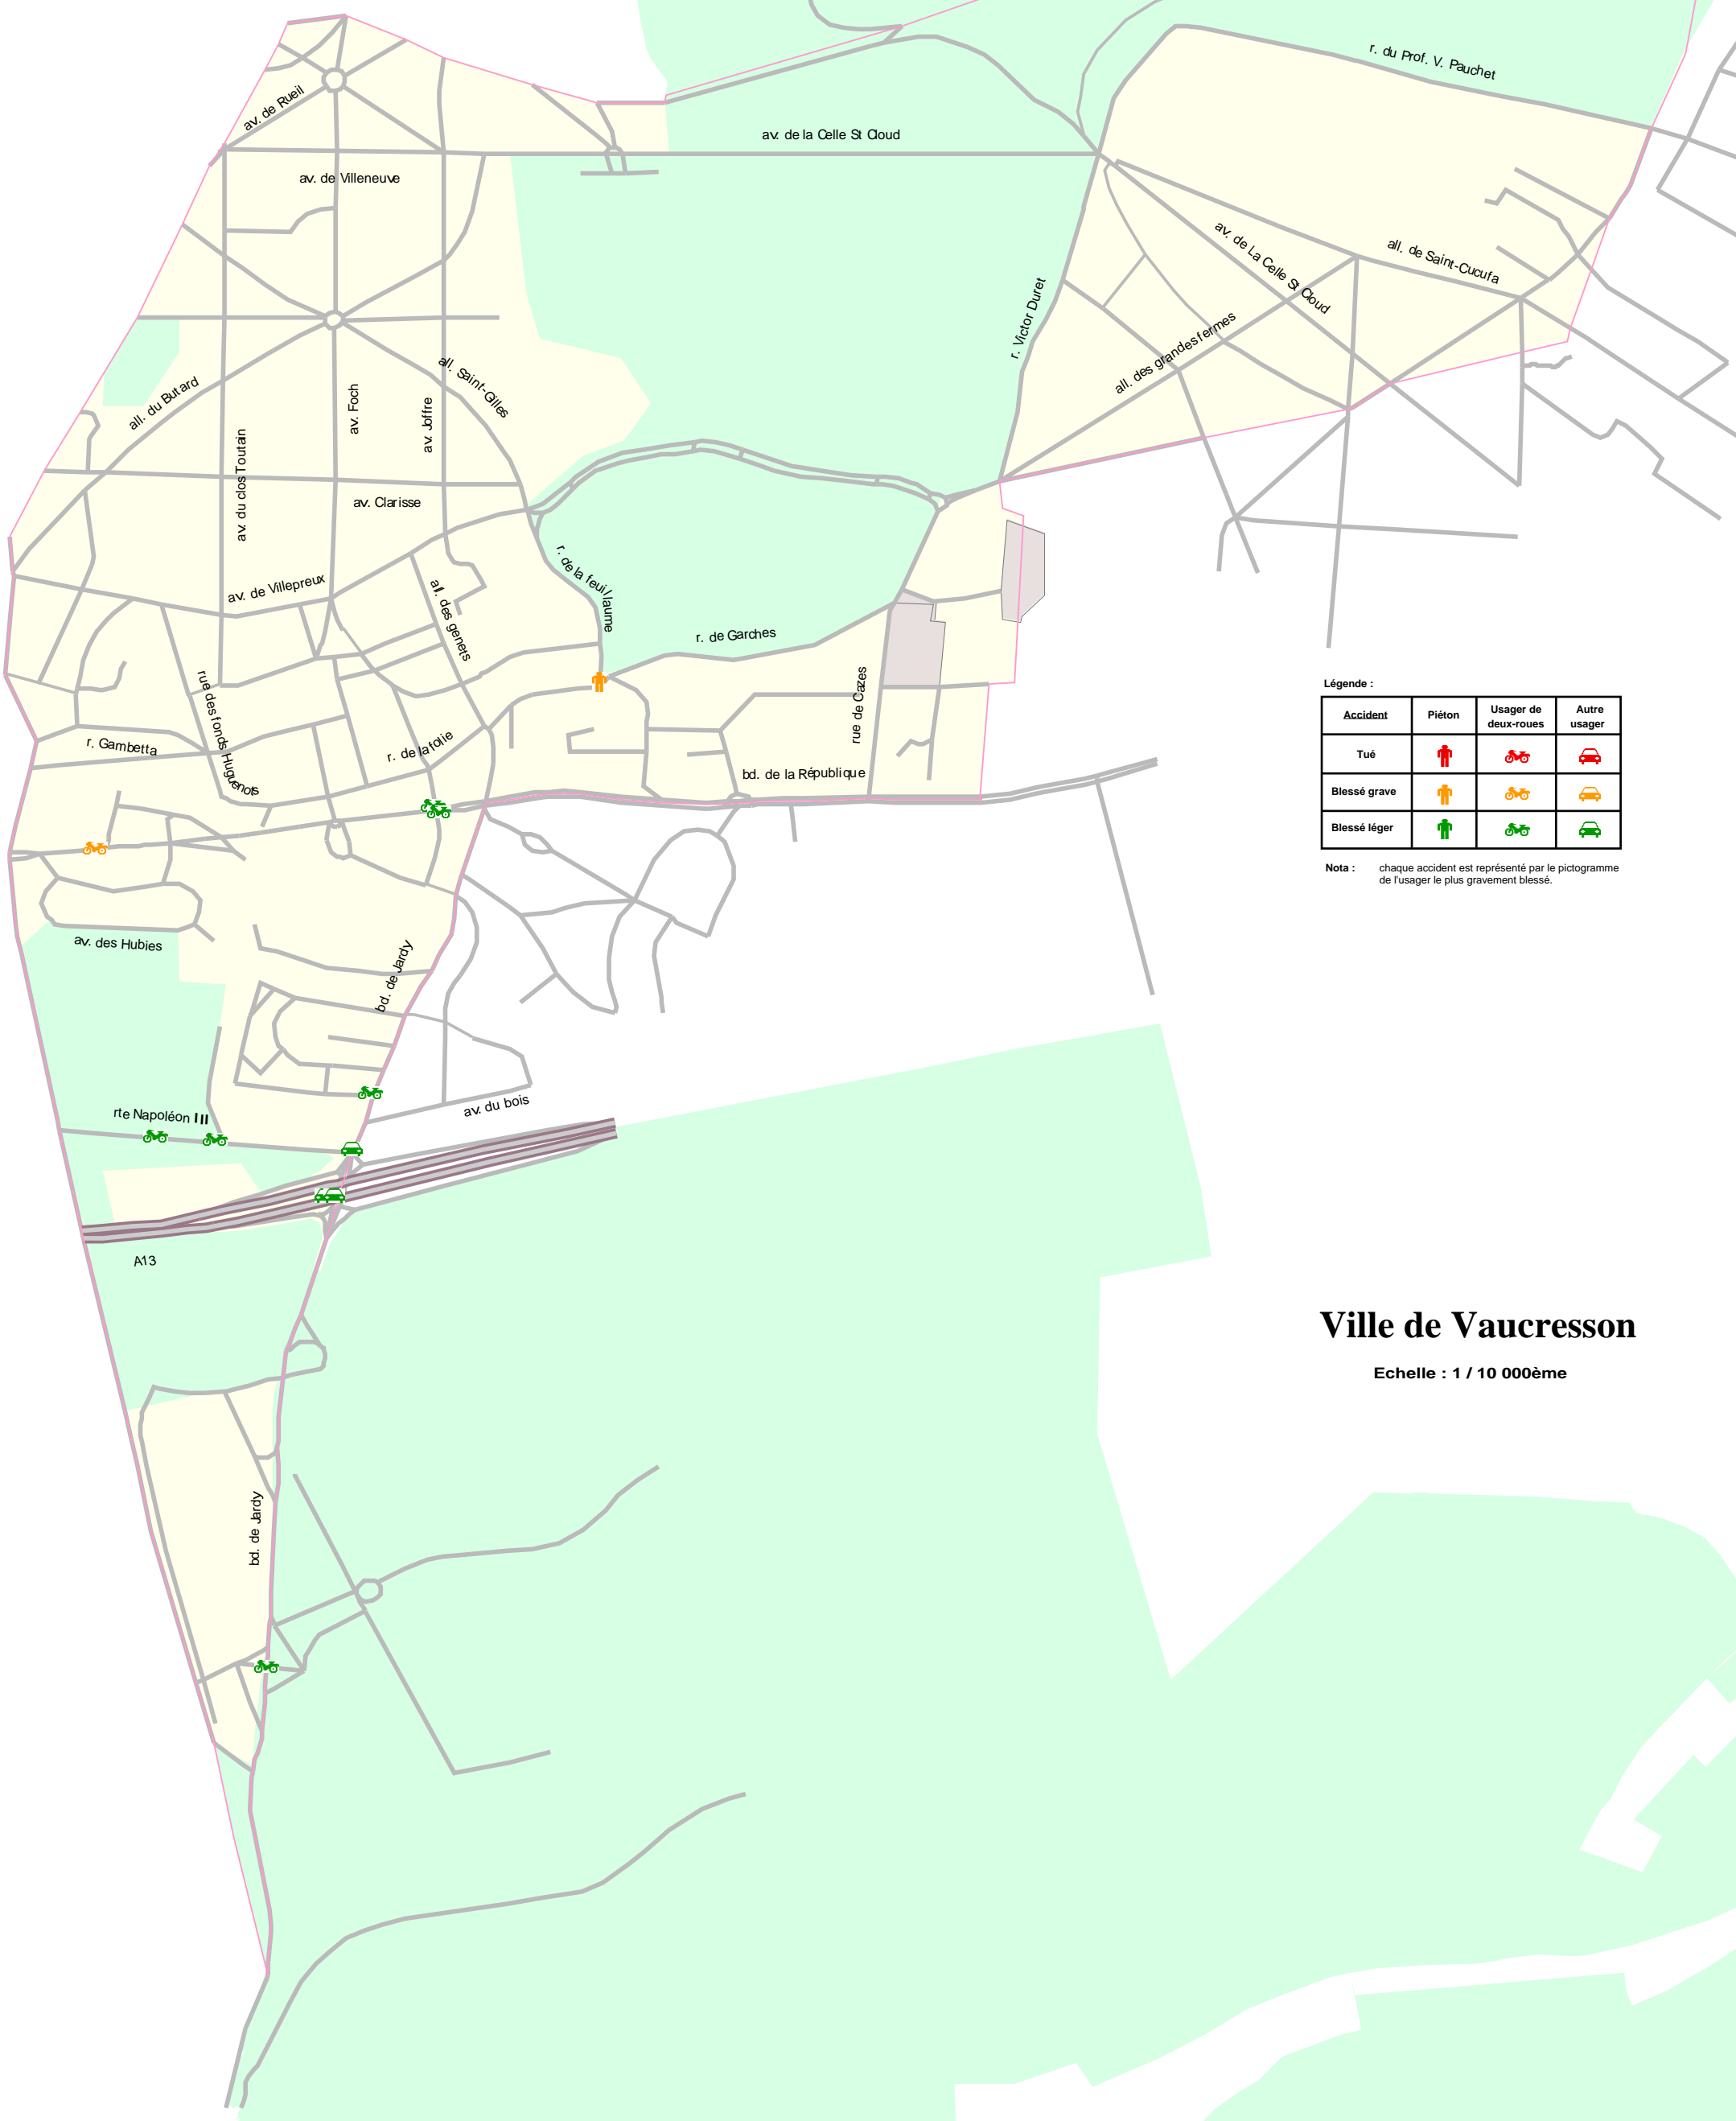 r. du Prof. V. Pauchet
av. de Rueil
av. de la Celle St Cloud
av. de Villeneuve
av. de La Celle St Cloud
all. de Saint-Cucufa
r. Victor Duret
all. des grandes fermes
all. Saint-Gilles
all. du Butard
av. Foch
av. Joffre
av. du clos Toutain
av. Clarisse
r. de la feuillaume
av. de Villepreux
all. des genets
r. de Garches
rue des fonds Huguenots
rue de Cazes
r. Gambetta
r. de la folie
bd. de la République
Légende :
Accident
Piéton
Usager de
deux-roues
Autre
usager
Tué
Blessé grave
Blessé léger
Nota : chaque accident est représenté par le pictogramme
de l'usager le plus gravement blessé.
av. des Hubies
bd. de Jardy
av. du bois
rte Napoléon III
A13
Ville de Vaucresson
Echelle : 1 / 10 000ème
bd. de Jardy